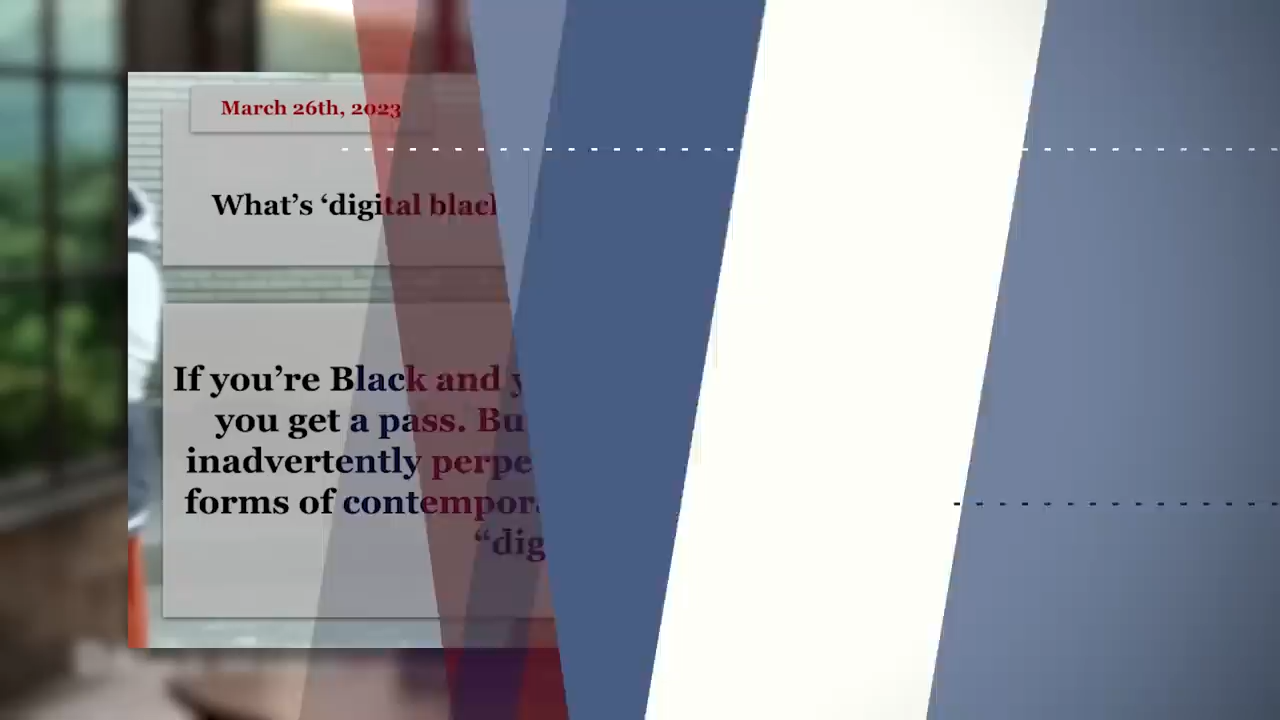 March 26th, 2023
What's ‘digital black
If you're Black and y
you get a pass. Bu
inadvertently perpe
forms of contempor
“dig